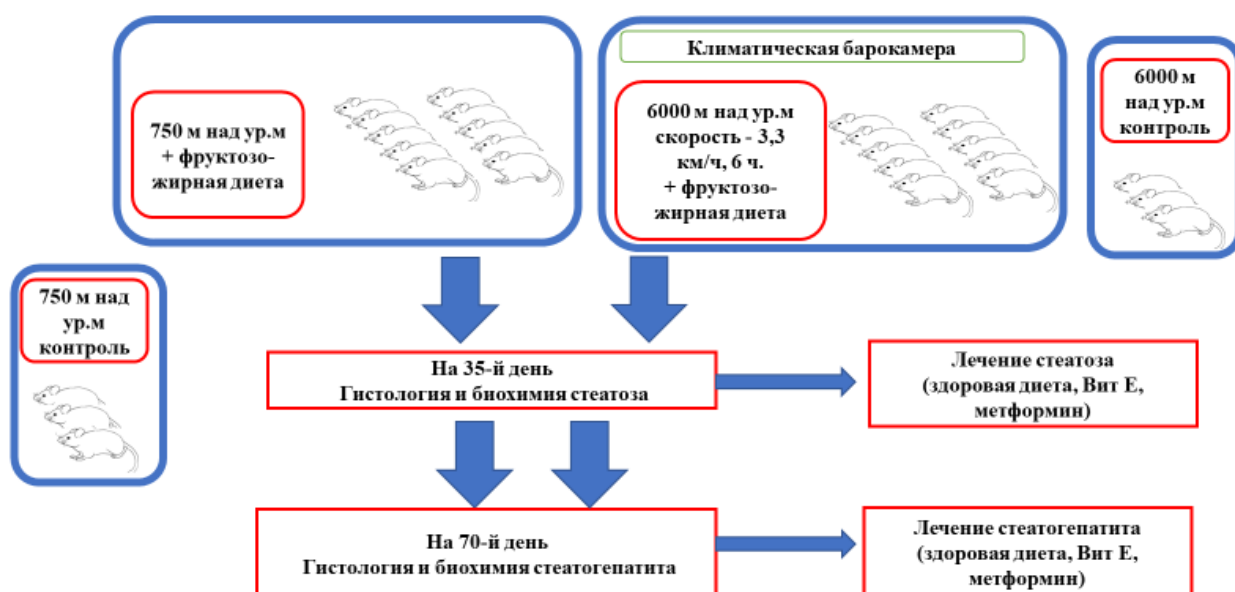 750 м над ур.м
+ фруктозо-
жирная диета
Климатическая барокамера
6000 м над ур.м
скорость - 3,3
км/ч, 6 ч.
+ фруктозо-
жирная диета
6000 м
над ур.м
контроль
750 м над
ур.м
контроль
На 35-й день
Гистология и биохимия стеатоза
Лечение стеатоза
(здоровая диета, Вит Е,
метформин)
На 70-й день
Гистология и биохимия стеатогепатита
Лечение стеатогепатита
(здоровая диета, Вит Е,
метформин)